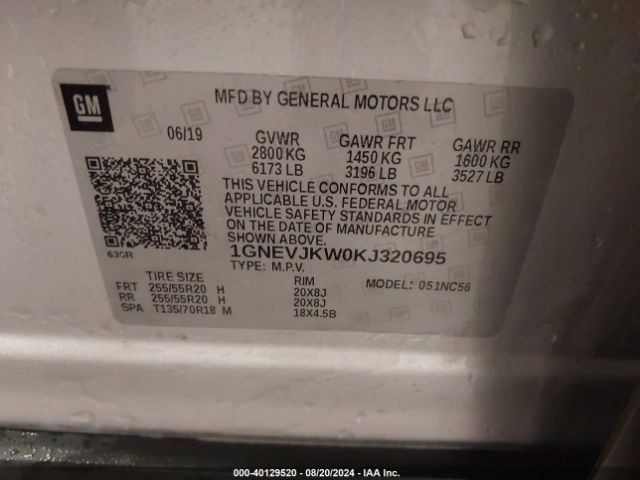 GM
MFD BY GENERAL MOTORS LLC
06/19 GVWR GAWR FRT GAWR RR
2800 KG 1450 KG 1600 KG
6173 LB 3196 LB 3527 LB
THIS VEHICLE CONFORMS TO ALL
APPLICABLE U.S. FEDERAL MOTOR
VEHICLE SAFETY STANDARDS IN EFFECT
ON THE DATE OF MANUFACTURE
SHOWN ABOVE.
1GNEVJKW0KJ320695
TYPE: M.P.V.
TIRE SIZE RIM MODEL: 051NC56
FRT 255/55R20 H 20X8J
RR 255/55R20 H 20X8J
SPA T135/70R18 M 18X4.5B
000-40129520 - 08/20/2024 - IAA Inc.